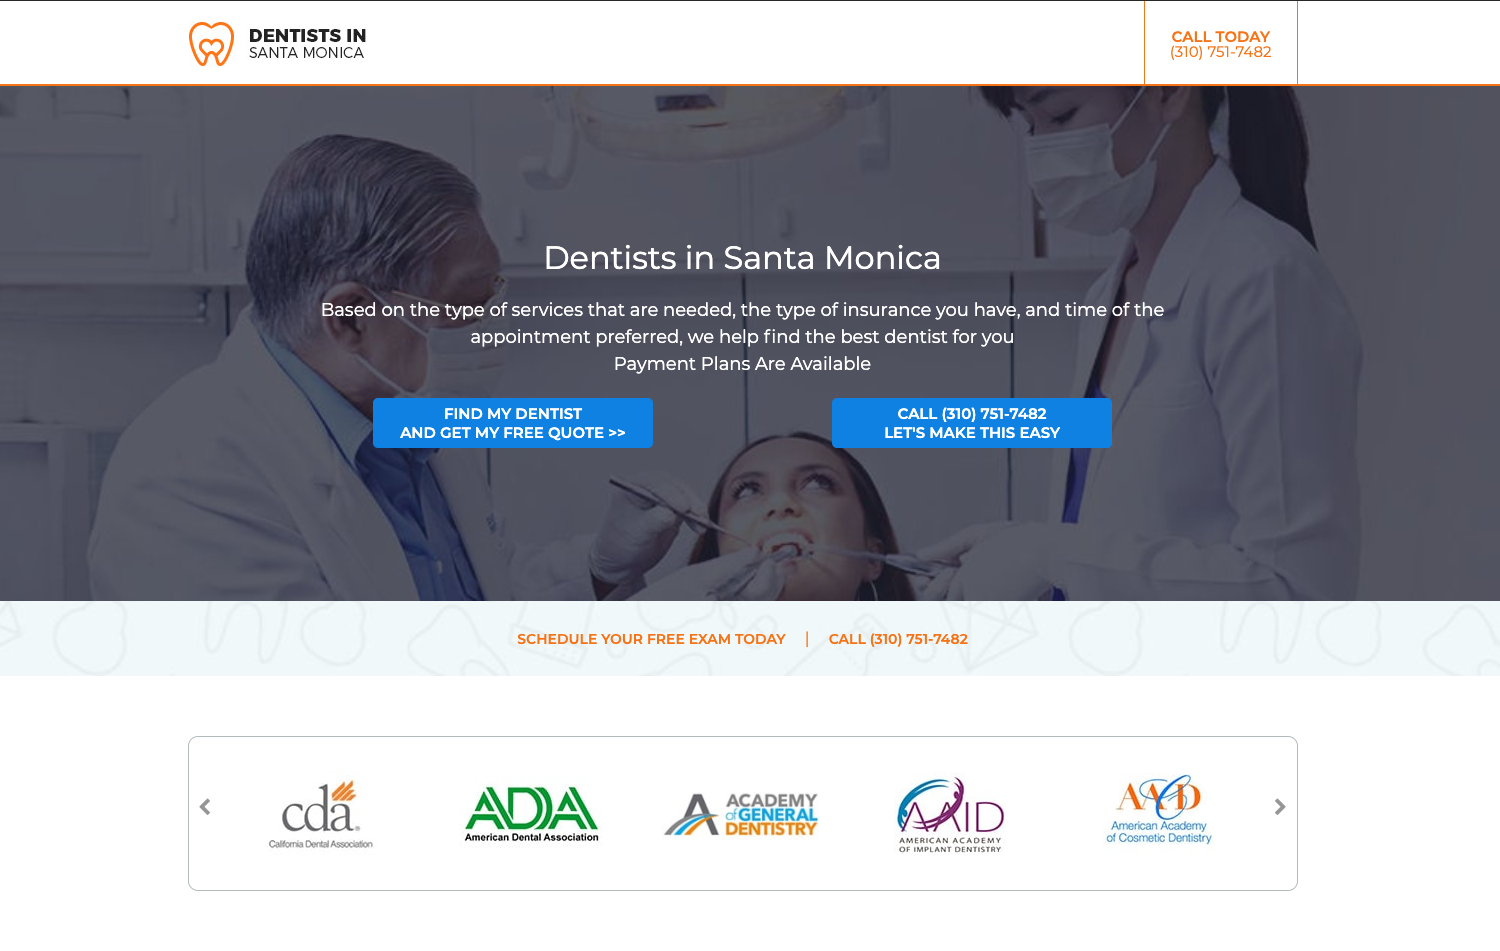 DENTISTS IN
SANTA MONICA
CALL TODAY
(310) 751-7482
Dentists in Santa Monica
Based on the type of services that are needed, the type of insurance you have, and time of the
appointment preferred, we help find the best dentist for you
Payment Plans Are Available
FIND MY DENTIST
AND GET MY FREE QUOTE >>
CALL (310) 751-7482
LET'S MAKE THIS EASY
SCHEDULE YOUR FREE EXAM TODAY | CALL (310) 751-7482
cda
California Dental Association
ADA
American Dental Association
ACADEMY
of GENERAL
DENTISTRY
AAID
AMERICAN ACADEMY
OF IMPLANT DENTISTRY
AACD
American Academy
of Cosmetic Dentistry